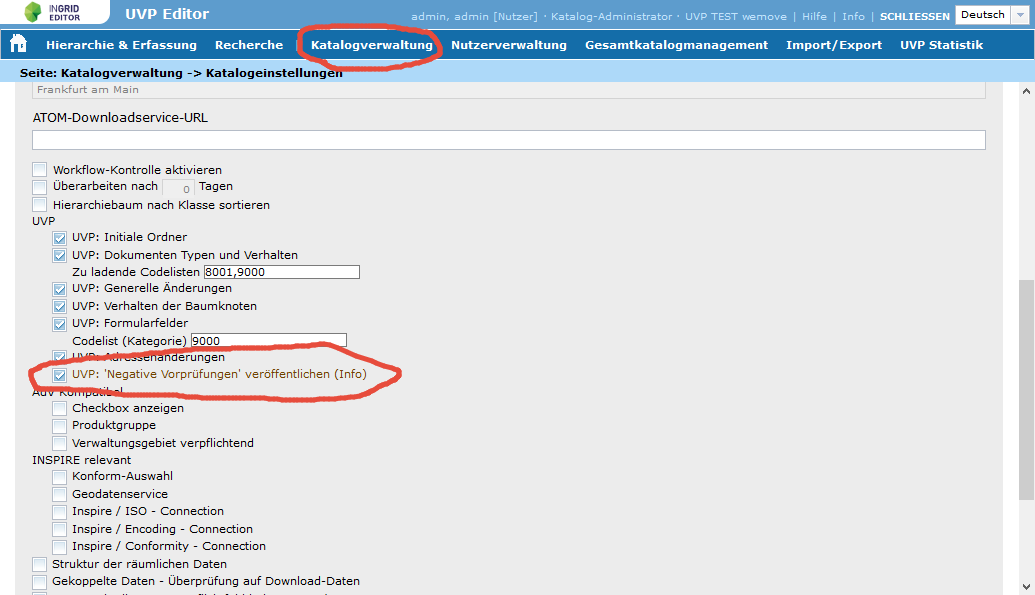 INGRID
EDITOR
UVP Editor
admin, admin [Nutzer] · Katalog-Administrator · UVP TEST wemove | Hilfe | Info | SCHLIESSEN Deutsch
Hierarchie & Erfassung Recherche Katalogverwaltung Nutzerverwaltung Gesamtkatalogmanagement Import/Export UVP Statistik
Seite: Katalogverwaltung -> Katalogeinstellungen
Frankfurt am Main
ATOM-Downloadservice-URL
Workflow-Kontrolle aktivieren
Überarbeiten nach 0 Tagen
Hierarchiebaum nach Klasse sortieren
UVP
UVP: Initiale Ordner
UVP: Dokumenten Typen und Verhalten
Zu ladende Codelisten 8001,9000
UVP: Generelle Änderungen
UVP: Verhalten der Baumknoten
UVP: Formularfelder
Codelist (Kategorie) 9000
UVP: Adressenänderungen
UVP: 'Negative Vorprüfungen' veröffentlichen (Info)
AdV kompatibel
Checkbox anzeigen
Produktgruppe
Verwaltungsgebiet verpflichtend
INSPIRE relevant
Konform-Auswahl
Geodatenservice
Inspire / ISO - Connection
Inspire / Encoding - Connection
Inspire / Conformity - Connection
Struktur der räumlichen Daten
Gekoppelte Daten - Überprüfung auf Download-Daten